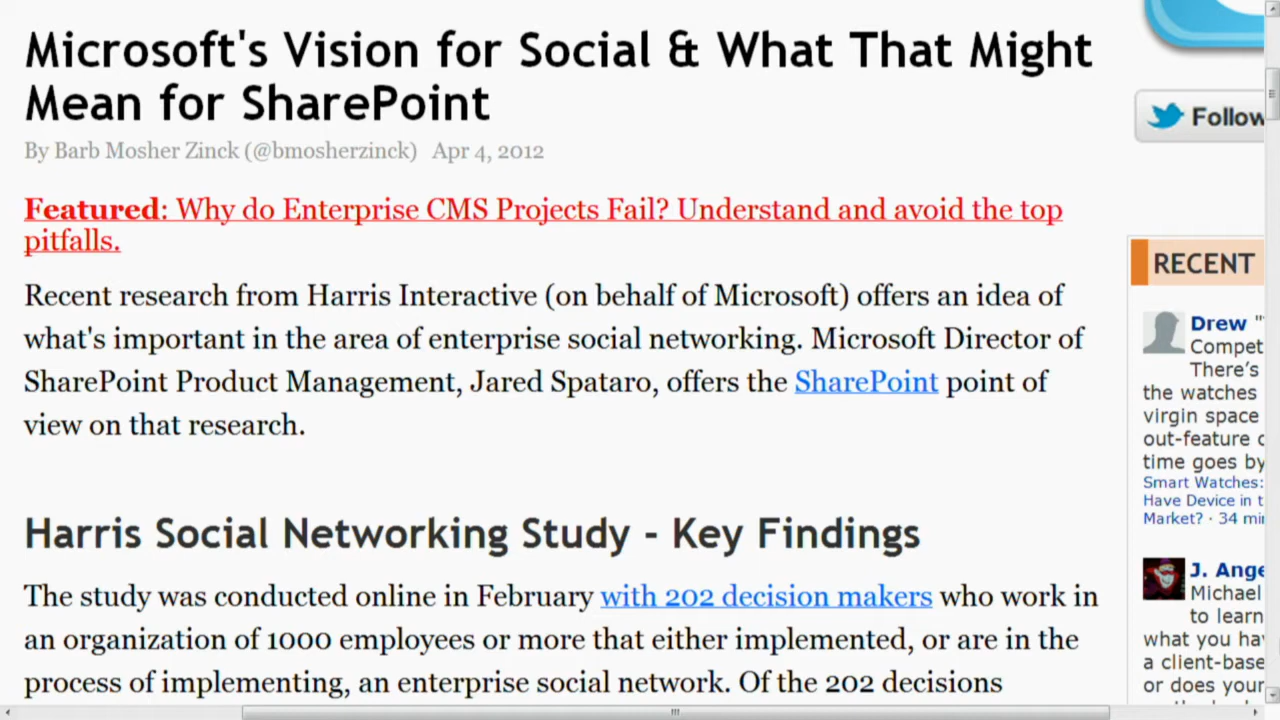 Microsoft's Vision for Social & What That Might
Mean for SharePoint
By Barb Mosher Zinck (@bmosherzinck) Apr 4, 2012
Featured: Why do Enterprise CMS Projects Fail? Understand and avoid the top
pitfalls.
Recent research from Harris Interactive (on behalf of Microsoft) offers an idea of
what's important in the area of enterprise social networking. Microsoft Director of
SharePoint Product Management, Jared Spataro, offers the SharePoint point of
view on that research.
Harris Social Networking Study - Key Findings
The study was conducted online in February with 202 decision makers who work in
an organization of 1000 employees or more that either implemented, or are in the
process of implementing, an enterprise social network. Of the 202 decisions
Follow
RECENT
Drew "
Compet
There's
the watches
virgin space
out-feature
time goes by
Smart Watches:
Have Device in t
Market? · 34 mi
J. Ange
Michael
to learn
what you ha
a client-base
or does your